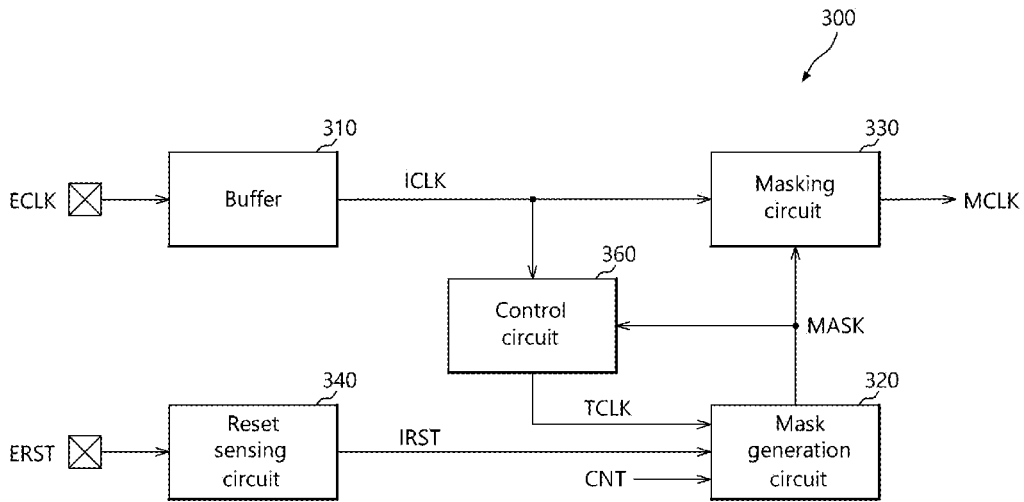 300
310
330
ECLK
Buffer
ICLK
Masking
circuit
MCLK
360
Control
circuit
MASK
340
320
TCLK
ERST
Reset
sensing
circuit
IRST
Mask
generation
circuit
CNT